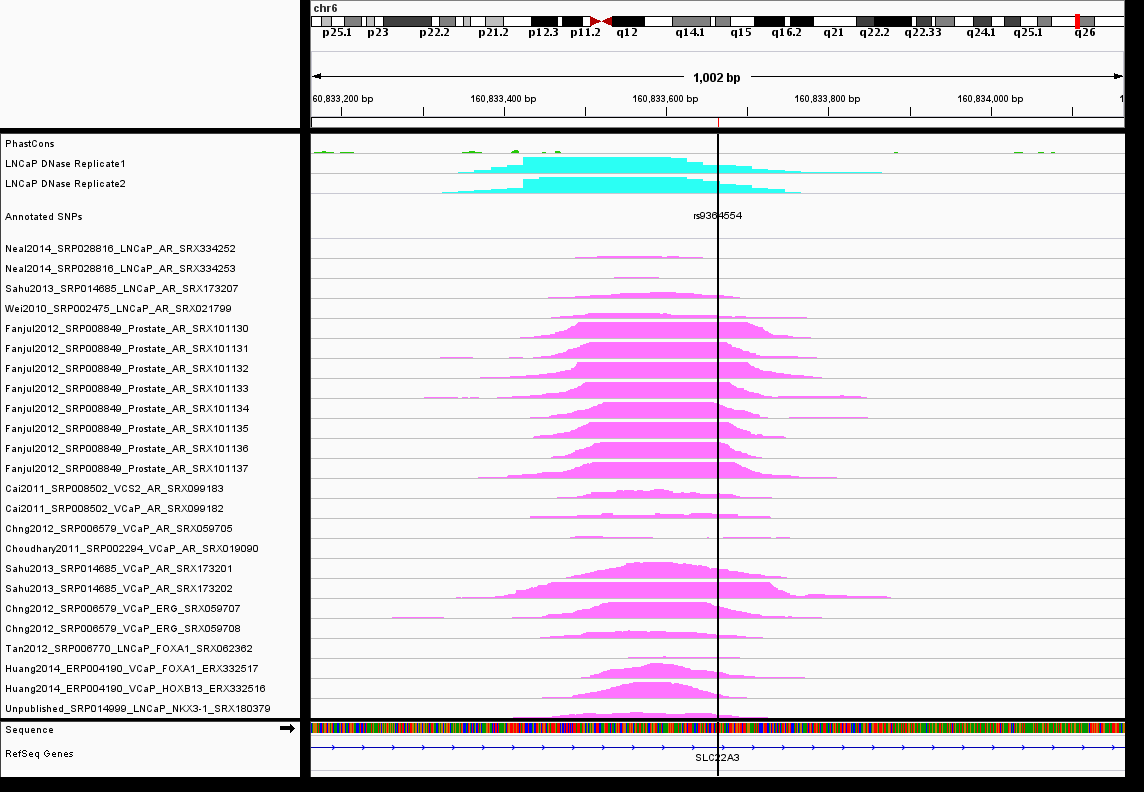 chr6
p25.1 p23 p22.2 p21.2 p12.3 p11.2 q12 q14.1 q15 q16.2 q21 q22.2 q22.33 q24.1 q25.1 q26
1,002 bp
60,833,200 bp 160,833,400 bp 160,833,600 bp 160,833,800 bp 160,834,000 bp 1
PhastCons
LNCaP DNase Replicate1
LNCaP DNase Replicate2
Annotated SNPs rs9364554
Neal2014_SRP028816_LNCaP_AR_SRX334252
Neal2014_SRP028816_LNCaP_AR_SRX334253
Sahu2013_SRP014685_LNCaP_AR_SRX173207
Wei2010_SRP002475_LNCaP_AR_SRX021799
Fanjul2012_SRP008849_Prostate_AR_SRX101130
Fanjul2012_SRP008849_Prostate_AR_SRX101131
Fanjul2012_SRP008849_Prostate_AR_SRX101132
Fanjul2012_SRP008849_Prostate_AR_SRX101133
Fanjul2012_SRP008849_Prostate_AR_SRX101134
Fanjul2012_SRP008849_Prostate_AR_SRX101135
Fanjul2012_SRP008849_Prostate_AR_SRX101136
Fanjul2012_SRP008849_Prostate_AR_SRX101137
Cai2011_SRP008502_VCS2_AR_SRX099183
Cai2011_SRP008502_VCaP_AR_SRX099182
Chng2012_SRP006579_VCaP_AR_SRX059705
Choudhary2011_SRP002294_VCaP_AR_SRX019090
Sahu2013_SRP014685_VCaP_AR_SRX173201
Sahu2013_SRP014685_VCaP_AR_SRX173202
Chng2012_SRP006579_VCaP_ERG_SRX059707
Chng2012_SRP006579_VCaP_ERG_SRX059708
Tan2012_SRP006770_LNCaP_FOXA1_SRX062362
Huang2014_ERP004190_VCaP_FOXA1_ERX332517
Huang2014_ERP004190_VCaP_HOXB13_ERX332516
Unpublished_SRP014999_LNCaP_NKX3-1_SRX180379
Sequence
RefSeq Genes
SLC22A3